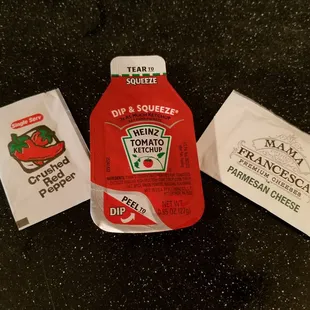 Single Serv
Crushed
Red
Pepper
TEAR TO
SQUEEZE
DIP & SQUEEZE®
HEINZ
TOMATO
KETCHUP
PEEL TO
DIP
MAMA
FRANCESCA
PREMIUM CHEESES
PARMESAN CHEESE